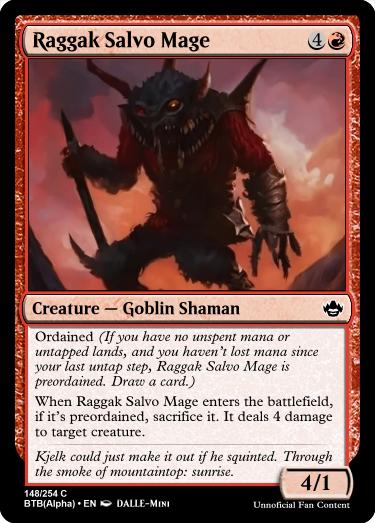 Raggak Salvo Mage 4
Creature — Goblin Shaman
Ordained (If you have no unspent mana or
untapped lands, and you haven't lost mana since
your last untap step, Raggak Salvo Mage is
preordained. Draw a card.)
When Raggak Salvo Mage enters the battlefield,
if it's preordained, sacrifice it. It deals 4 damage
to target creature.
Kjelk could just make it out if he squinted. Through
the smoke of mountaintop: sunrise.
4/1
148/254 C
BTB(Alpha) • EN DALLE-Mini
Unofficial Fan Content